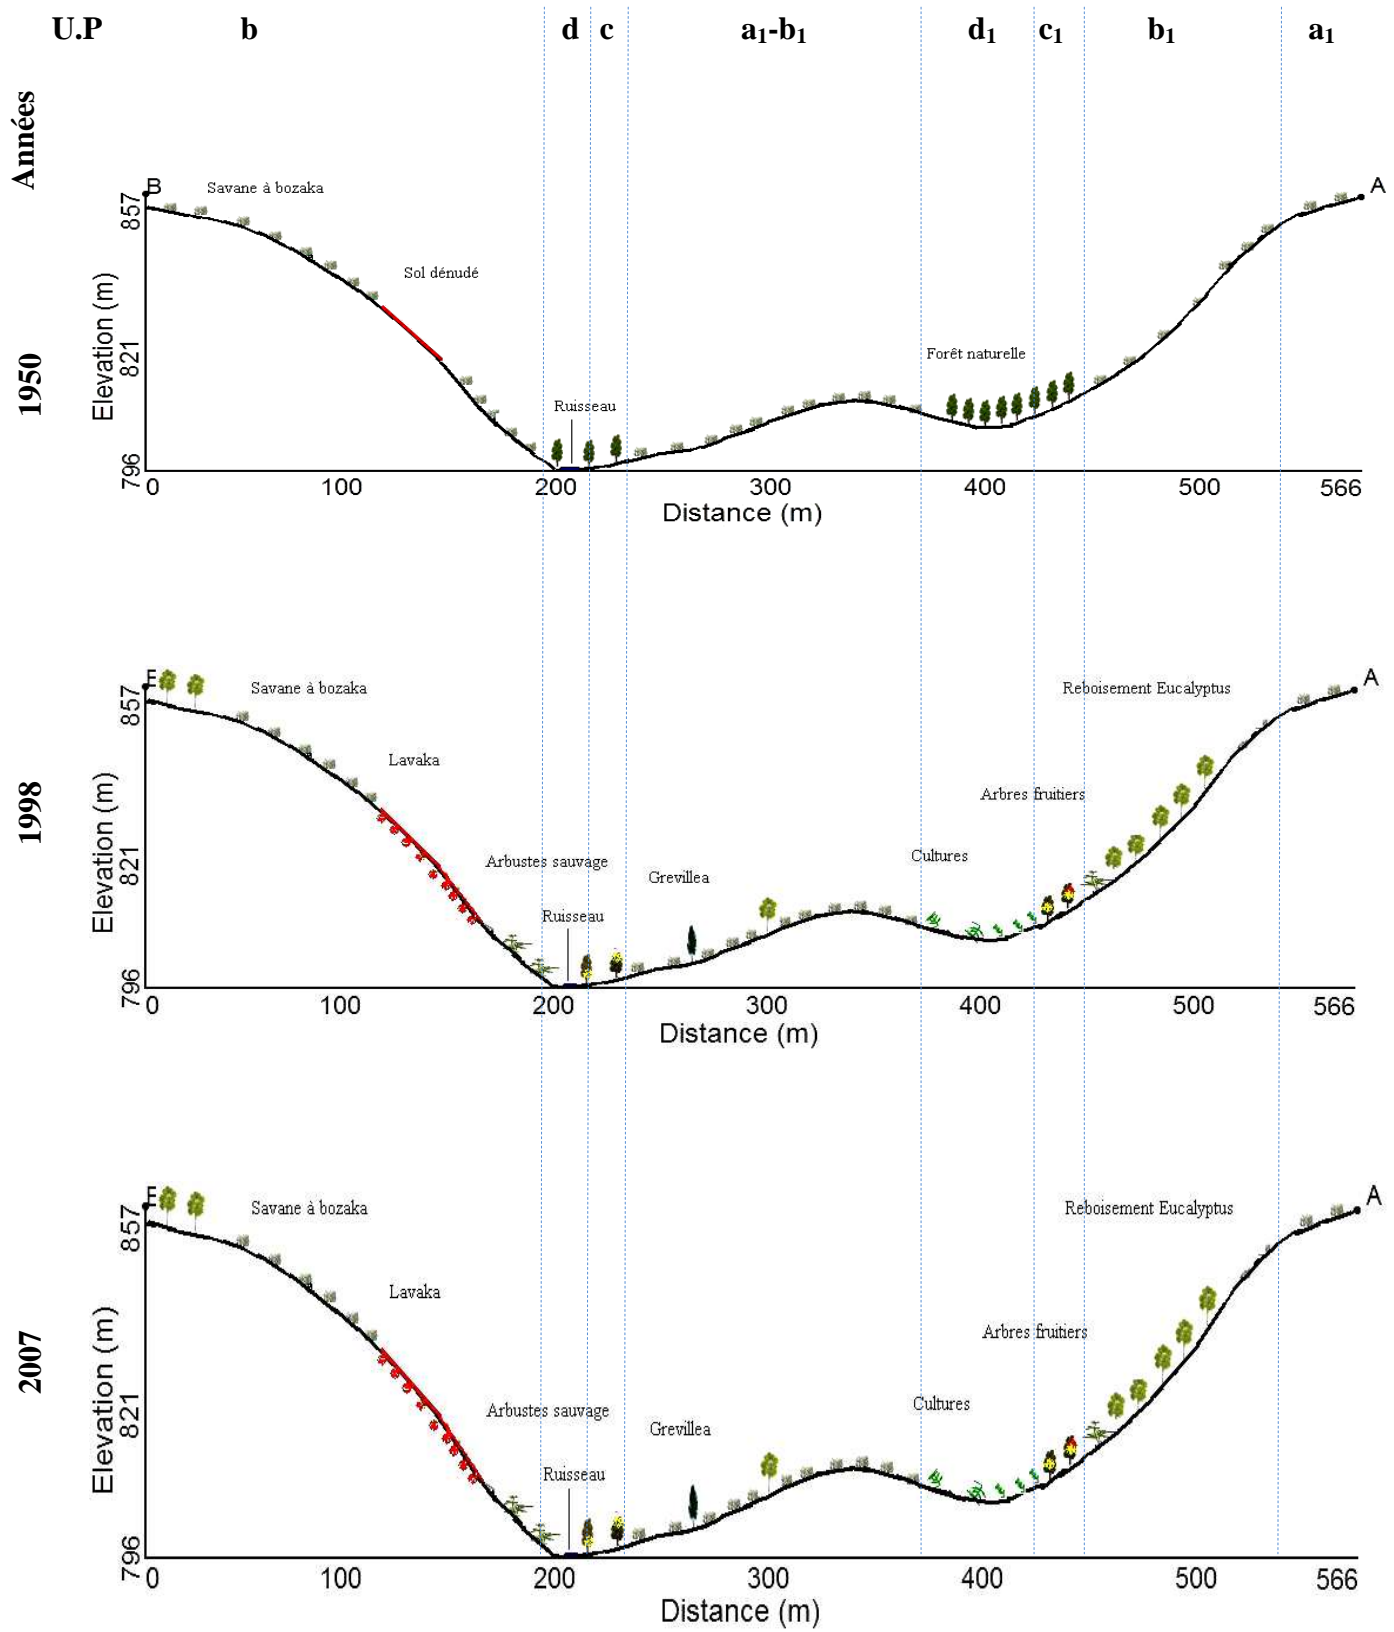 U.P b d c a₁-b₁ d₁ c₁ b₁ a₁
Années
1950
B
Savane à bozaka
A
857
Sol dénudé
Elevation (m)
821
Forêt naturelle
Ruisseau
796
0 100 200 300 400 500 566
Distance (m)
1998
Savane à bozaka
Reboisement Eucalyptus
A
857
Lavaka
Arbres fruitiers
Elevation (m)
821
Arbustes sauvage
Grevillea
Cultures
Ruisseau
796
0 100 200 300 400 500 566
Distance (m)
2007
Savane à bozaka
Reboisement Eucalyptus
A
857
Lavaka
Arbres fruitiers
Elevation (m)
821
Arbustes sauvage
Grevillea
Cultures
Ruisseau
796
0 100 200 300 400 500 566
Distance (m)